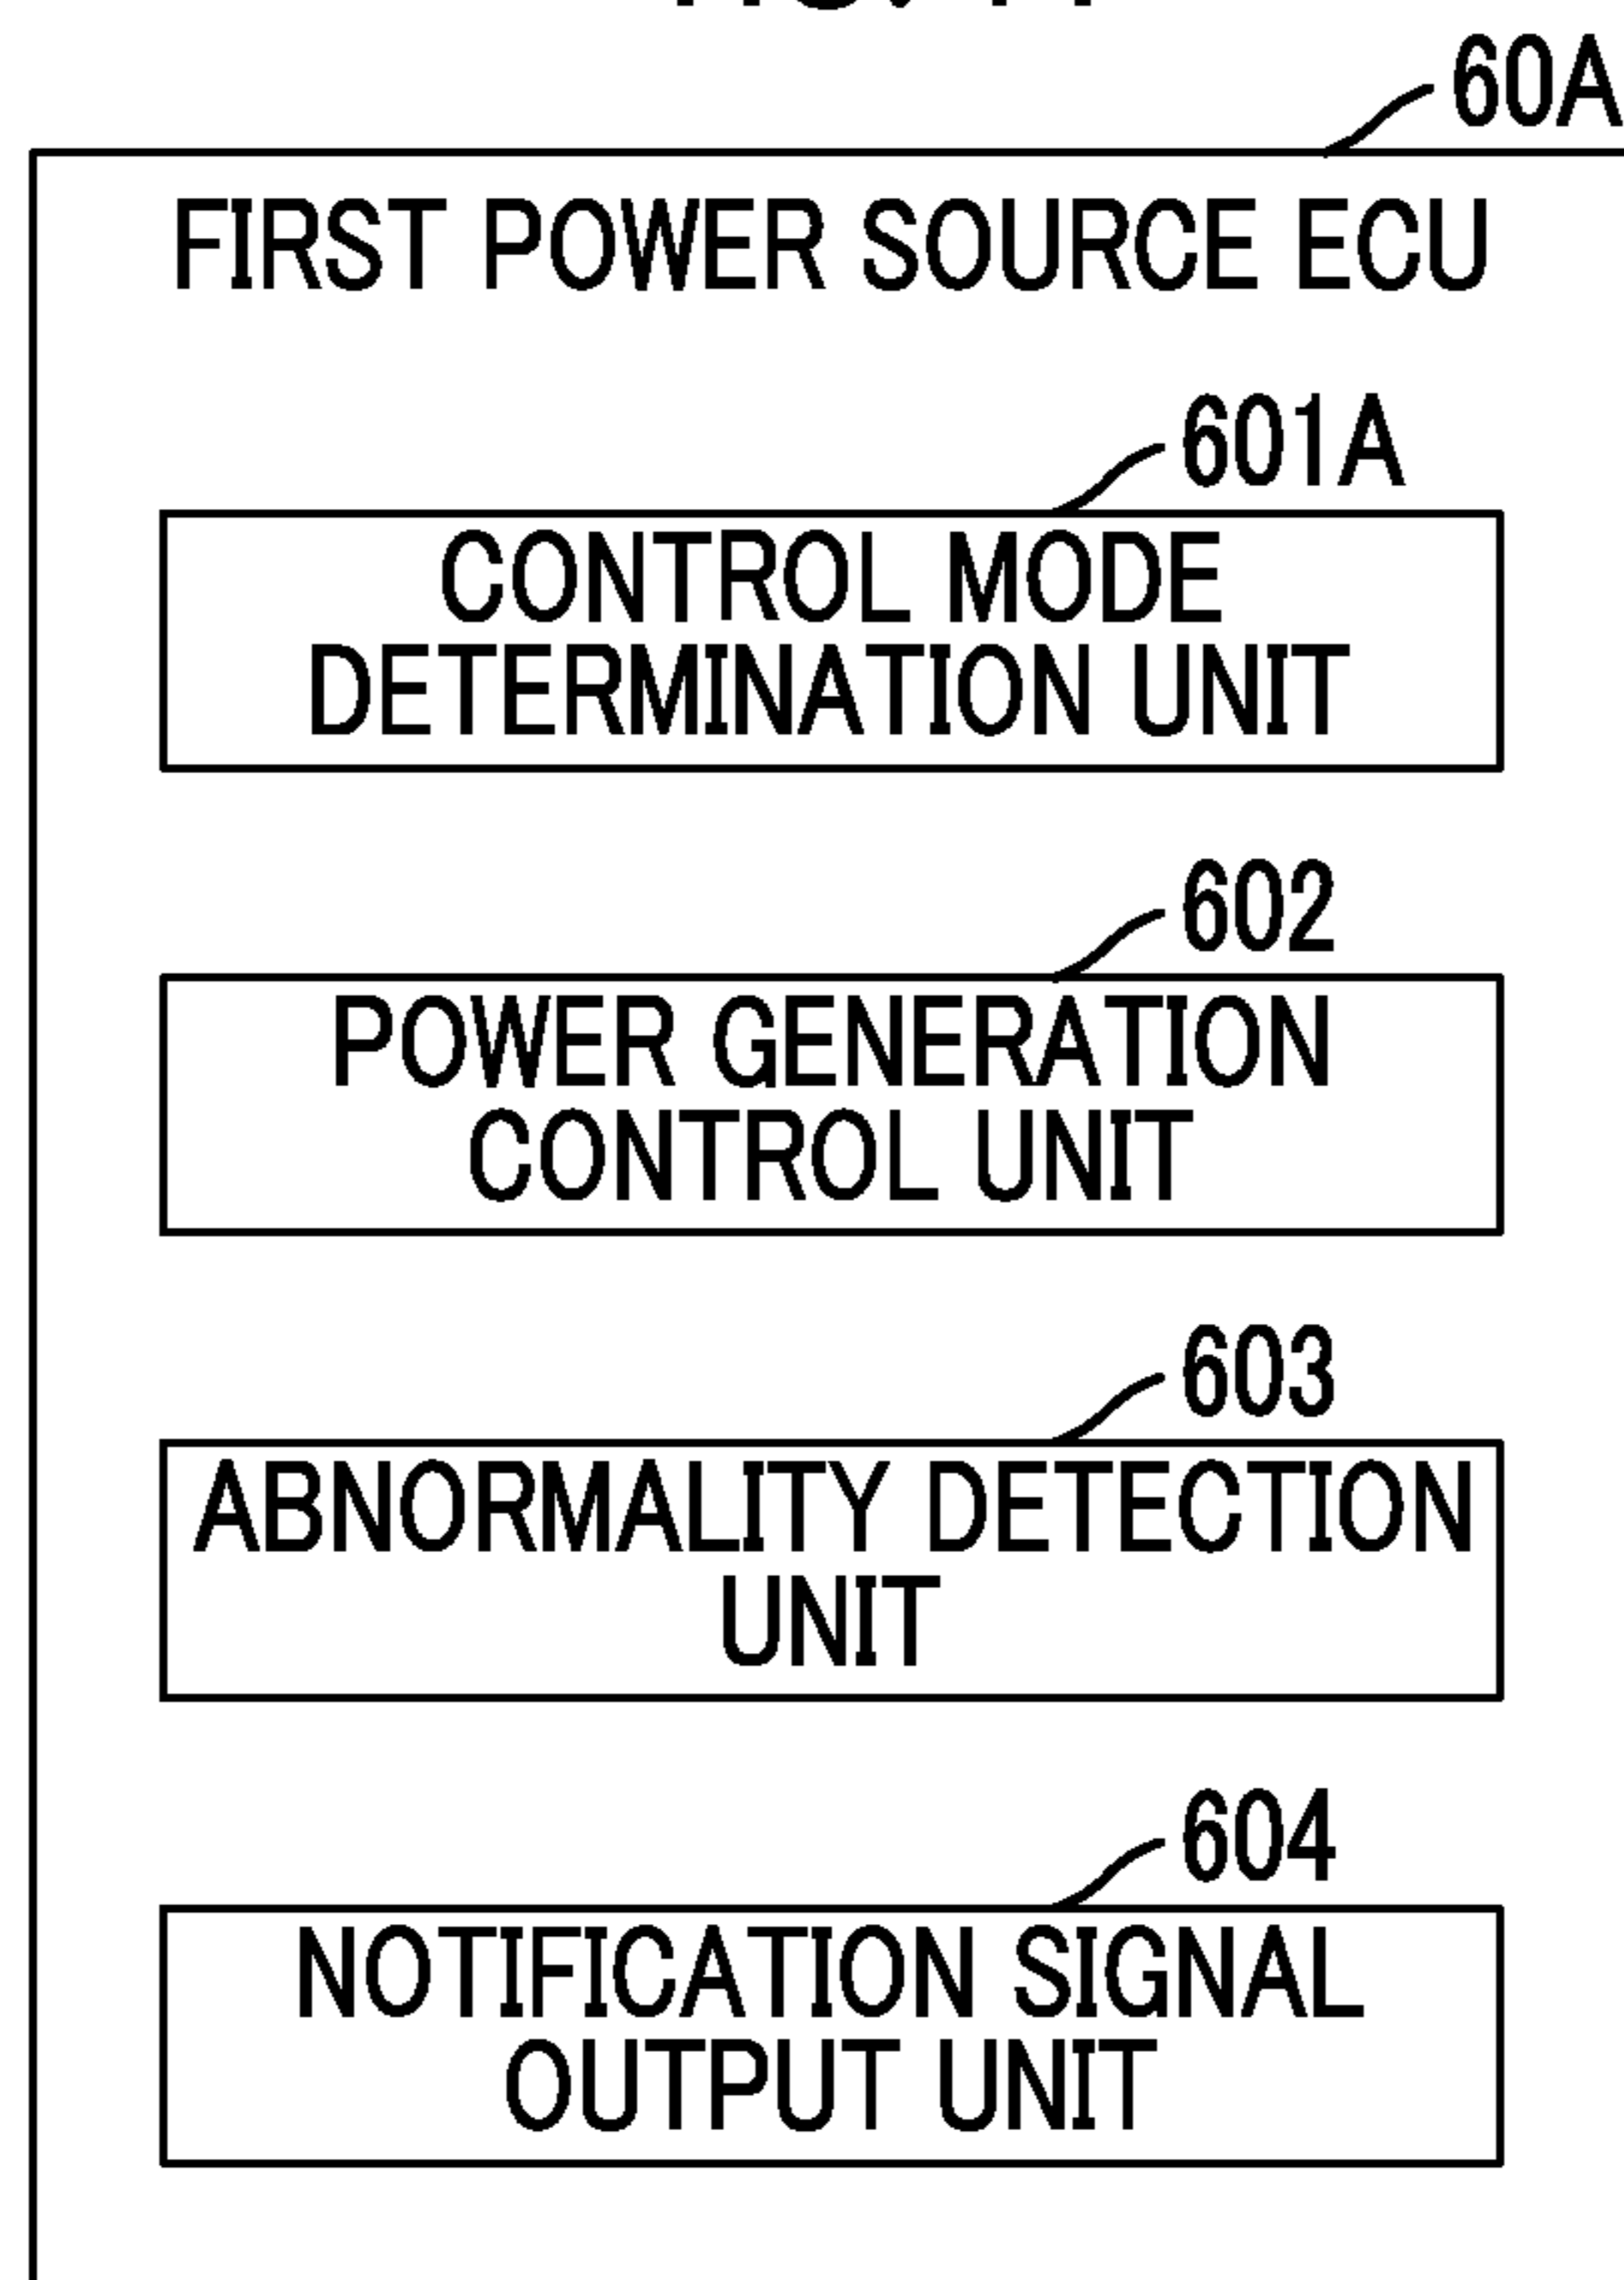 60A
FIRST POWER SOURCE ECU
601A
CONTROL MODE
DETERMINATION UNIT
602
POWER GENERATION
CONTROL UNIT
603
ABNORMALITY DETECTION
UNIT
604
NOTIFICATION SIGNAL
OUTPUT UNIT